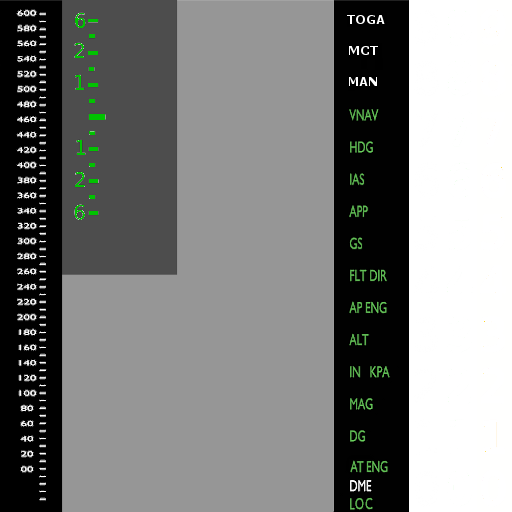 600
580
560
540
520
500
480
460
440
420
400
380
360
340
320
300
280
260
240
220
200
180
160
140
120
100
80
60
40
20
00
6
2
1
1
2
6
TOGA
MCT
MAN
VNAV
HDG
IAS
APP
GS
FLT DIR
AP ENG
ALT
IN KPA
MAG
DG
AT ENG
DME
LOC